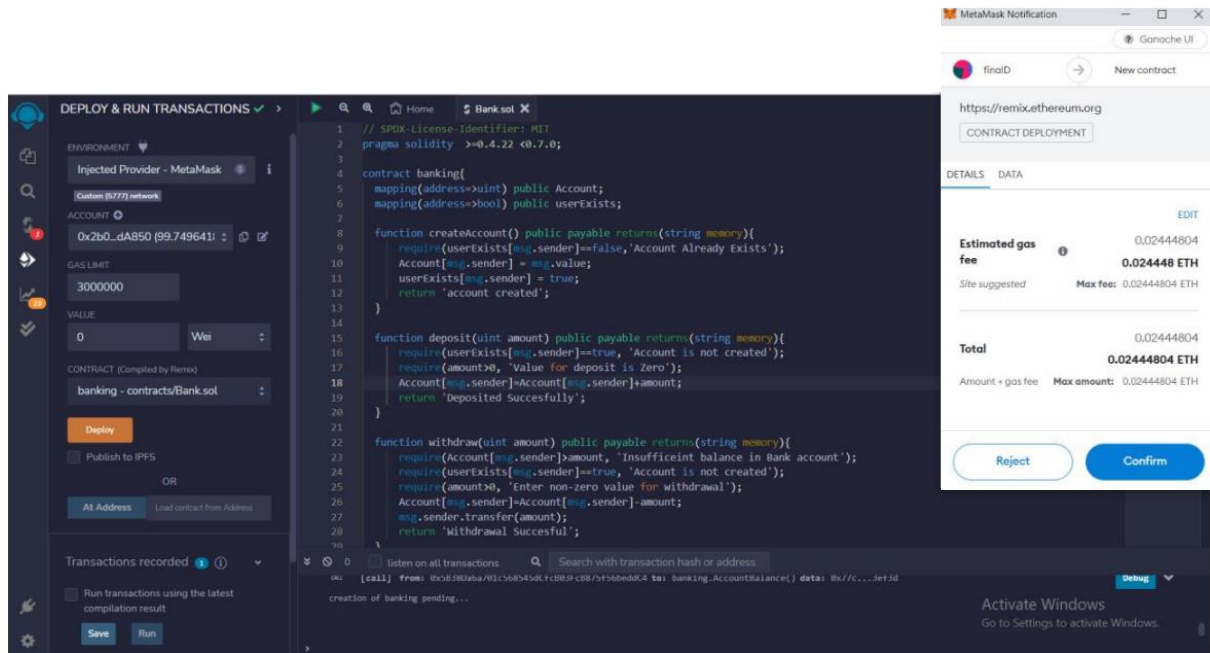 MetaMask Notification
Ganache UI
finalD
New contract
https://remix.ethereum.org
CONTRACT DEPLOYMENT
DETAILS DATA
EDIT
Estimated gas fee
0.02444804
0.024448 ETH
Site suggested
Max fee: 0.02444804 ETH
Total
0.02444804
0.02444804 ETH
Amount + gas fee
Max amount: 0.02444804 ETH
Reject
Confirm
DEPLOY & RUN TRANSACTIONS
ENVIRONMENT
Injected Provider - MetaMask
Custom (5777) network
ACCOUNT
0x2b0...dA850 (99.749641
GAS LIMIT
3000000
VALUE
0 Wei
CONTRACT (Compiled by Remix)
banking - contracts/Bank.sol
Deploy
Publish to IPFS
OR
At Address Load contract from Address
Transactions recorded 1
Run transactions using the latest
compilation result
Save Run
Home Bank.sol
1 // SPDX-License-Identifier: MIT
2 pragma solidity >=0.4.22 <0.7.0;
3
4 contract banking{
5 mapping(address=>uint) public Account;
6 mapping(address=>bool) public userExists;
7
8 function createAccount() public payable returns(string memory){
9 require(userExists[msg.sender]==false,'Account Already Exists');
10 Account[msg.sender] = msg.value;
11 userExists[msg.sender] = true;
12 return 'account created';
13 }
14
15 function deposit(uint amount) public payable returns(string memory){
16 require(userExists[msg.sender]==true, 'Account is not created');
17 require(amount>0, 'Value for deposit is Zero');
18 Account[msg.sender]=Account[msg.sender]+amount;
19 return 'Deposited Succesfully';
20 }
21
22 function withdraw(uint amount) public payable returns(string memory){
23 require(Account[msg.sender]>amount, 'Insufficeint balance in Bank account');
24 require(userExists[msg.sender]==true, 'Account is not created');
25 require(amount>0, 'Enter non-zero value for withdrawal');
26 Account[msg.sender]=Account[msg.sender]-amount;
27 msg.sender.transfer(amount);
28 return 'Withdrawal Succesful';
29 }
0 listen on all transactions Search with transaction hash or address
[call] from: to: banking.AccountBalance() data: Debug
creation of banking pending...
Activate Windows
Go to Settings to activate Windows.